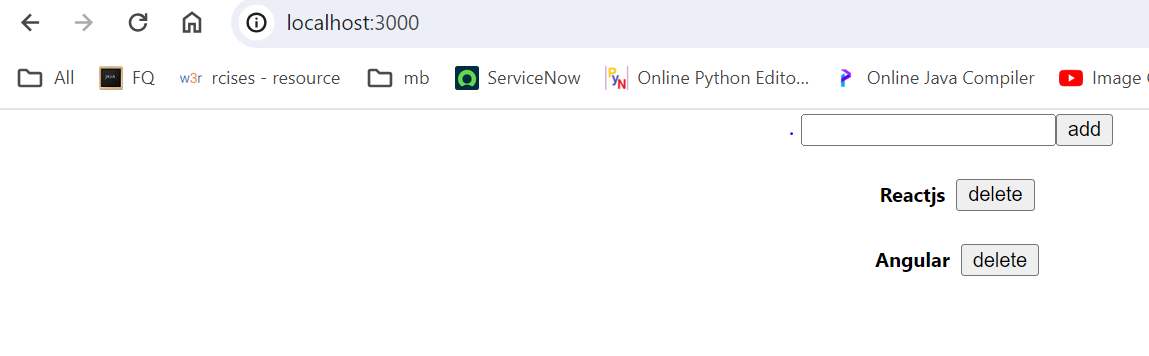 localhost:3000
All FQ w3r rcises - resource mb ServiceNow PyN Online Python Edito... Online Java Compiler Image
. add
Reactjs delete
Angular delete